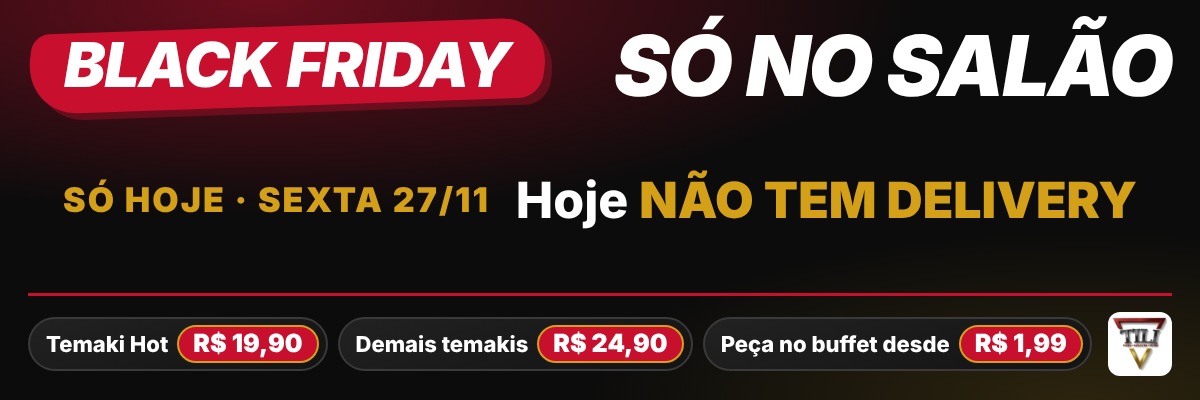 BLACK FRIDAY
SÓ NO SALÃO
SÓ HOJE · SEXTA 27/11
Hoje NÃO TEM DELIVERY
Temaki Hot R$ 19,90
Demais temakis R$ 24,90
Peça no buffet desde R$ 1,99
TILI